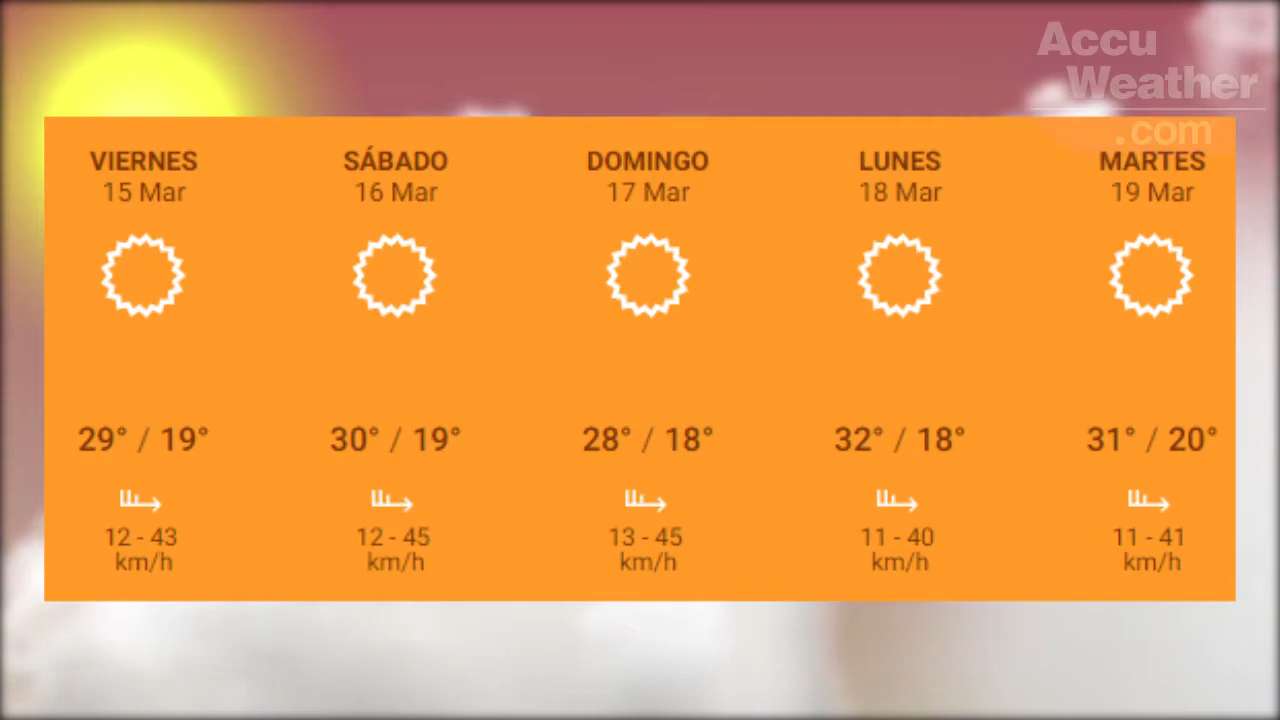 Accu
Weather
.com
VIERNES
15 Mar
29° / 19°
12 - 43
km/h
SÁBADO
16 Mar
30° / 19°
12 - 45
km/h
DOMINGO
17 Mar
28° / 18°
13 - 45
km/h
LUNES
18 Mar
32° / 18°
11 - 40
km/h
MARTES
19 Mar
31° / 20°
11 - 41
km/h